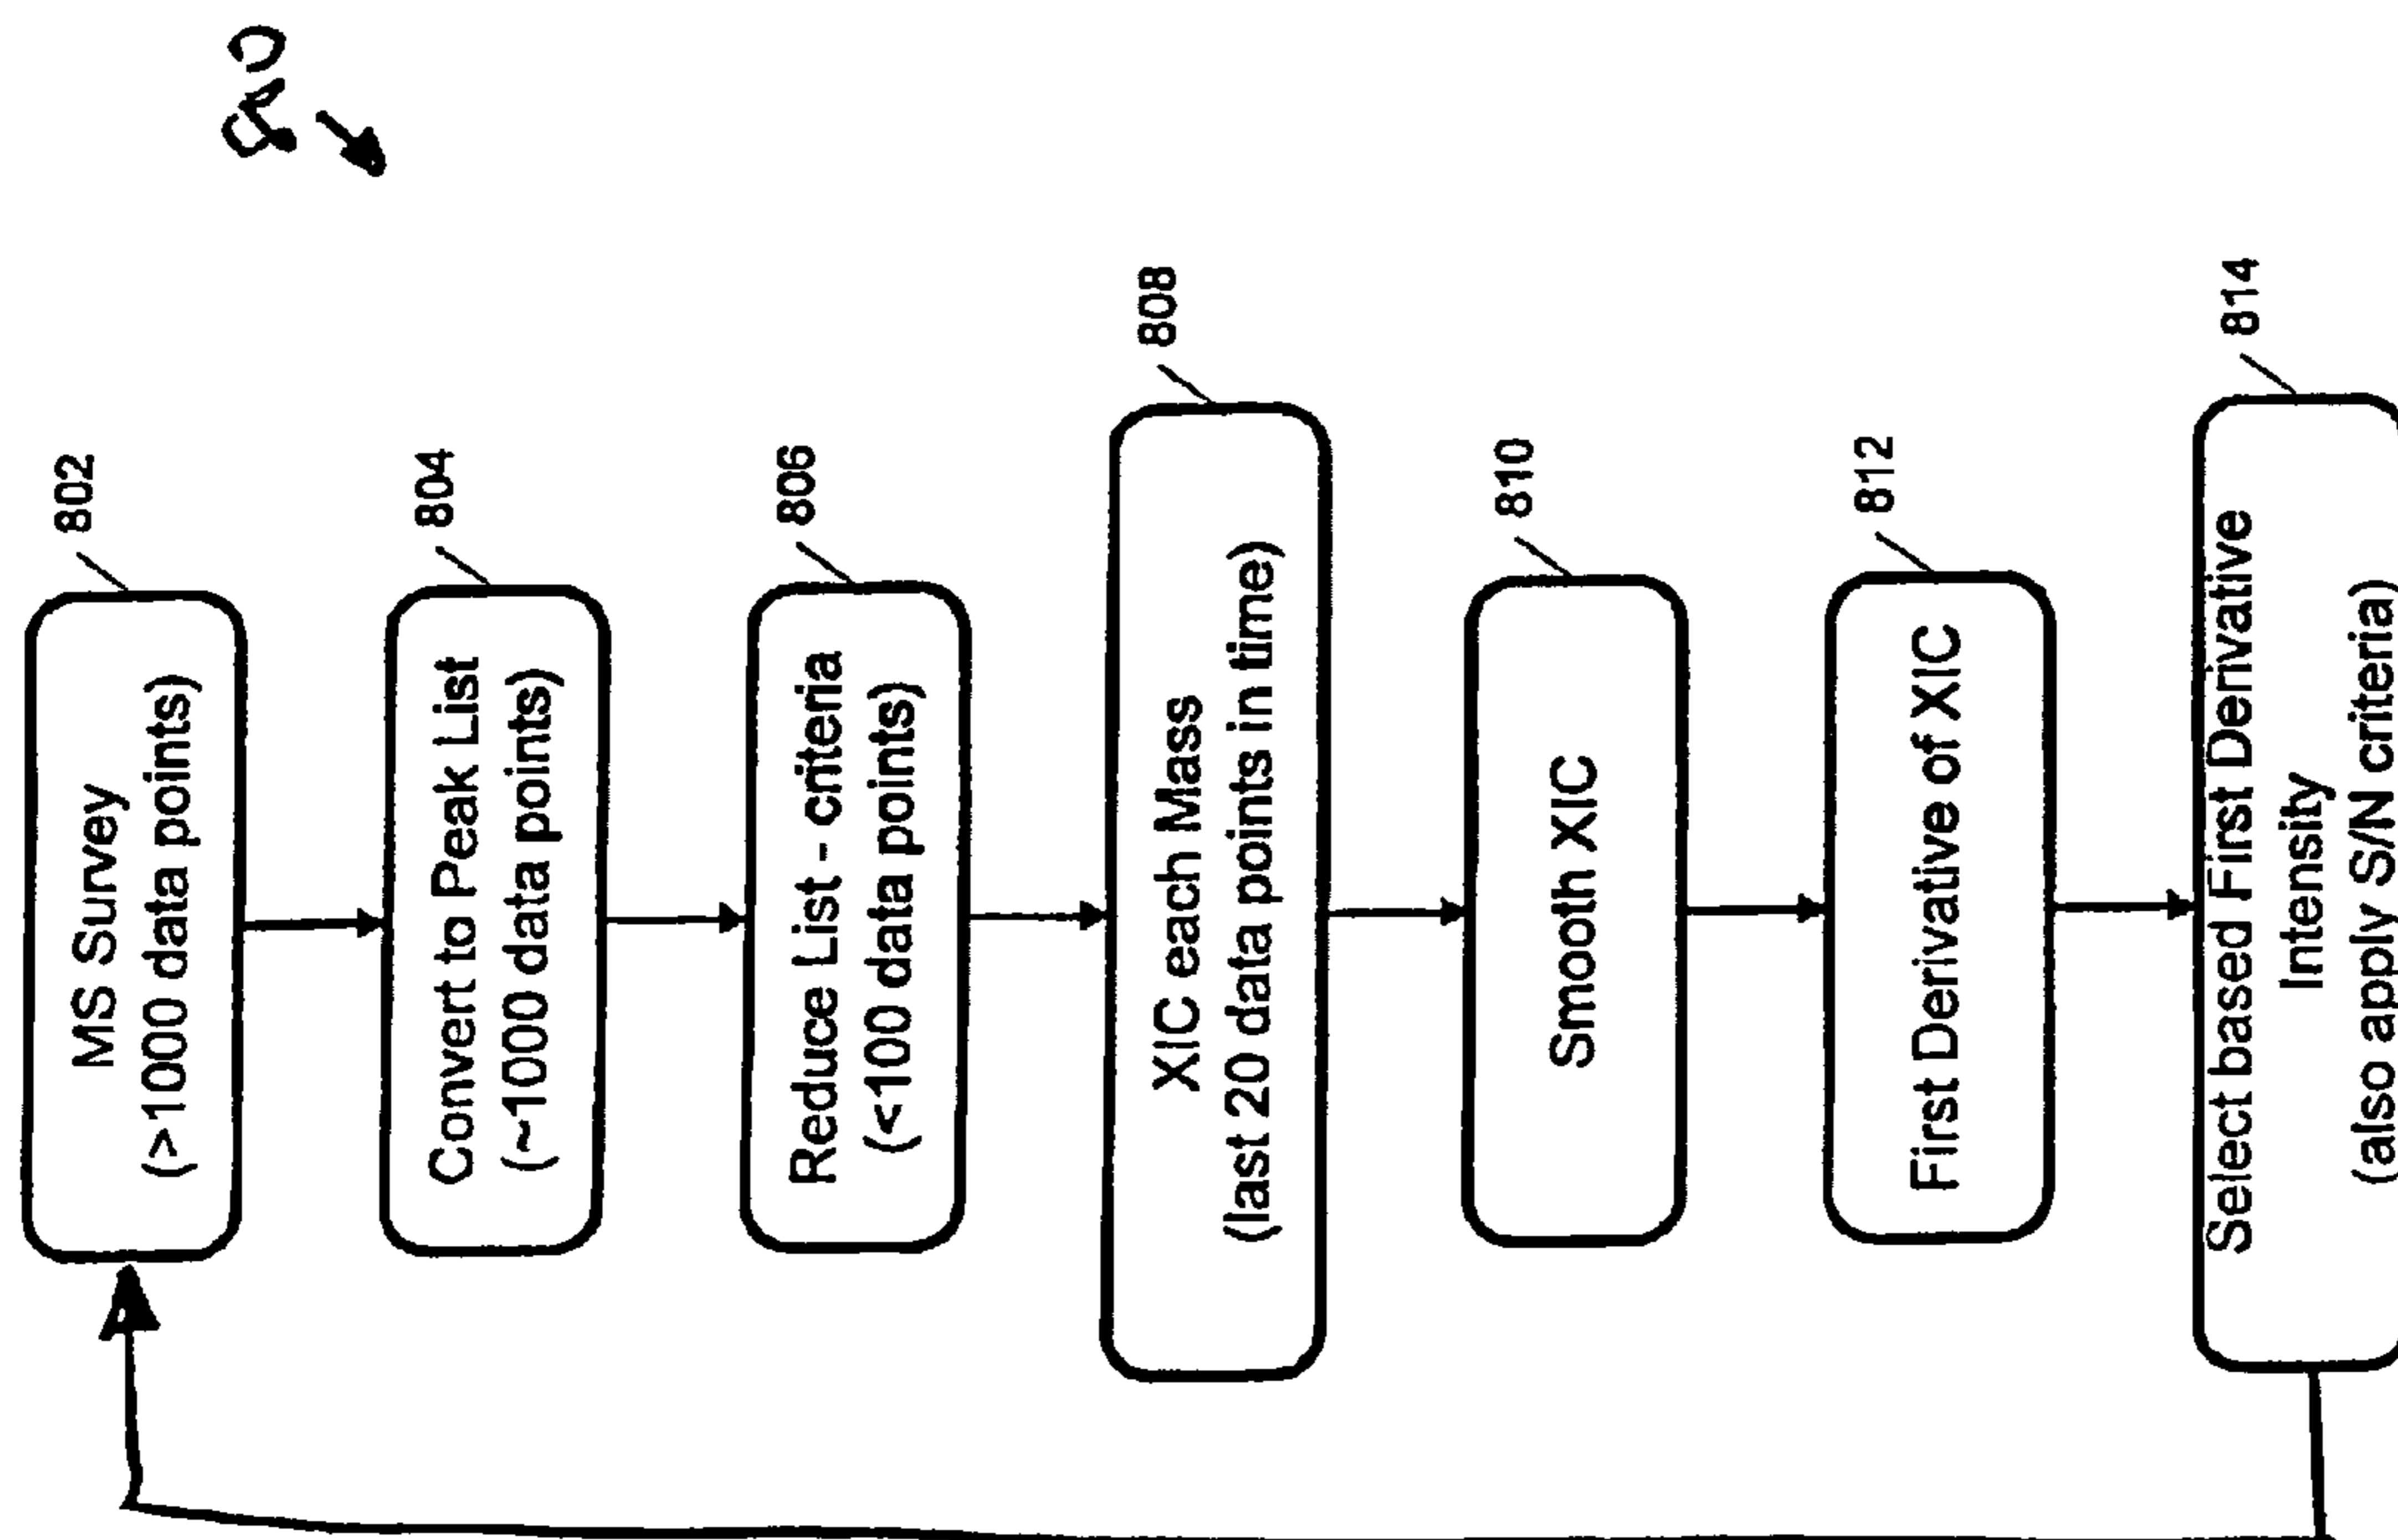 802
MS Survey
(>1000 data points)
804
Convert to Peak List
(~1000 data points)
806
Reduce List - criteria
(<100 data points)
808
XIC each Mass
(last 20 data points in time)
810
Smooth XIC
812
First Derivative of XIC
814
Select based First Derivative
Intensity
(also apply S/N criteria)